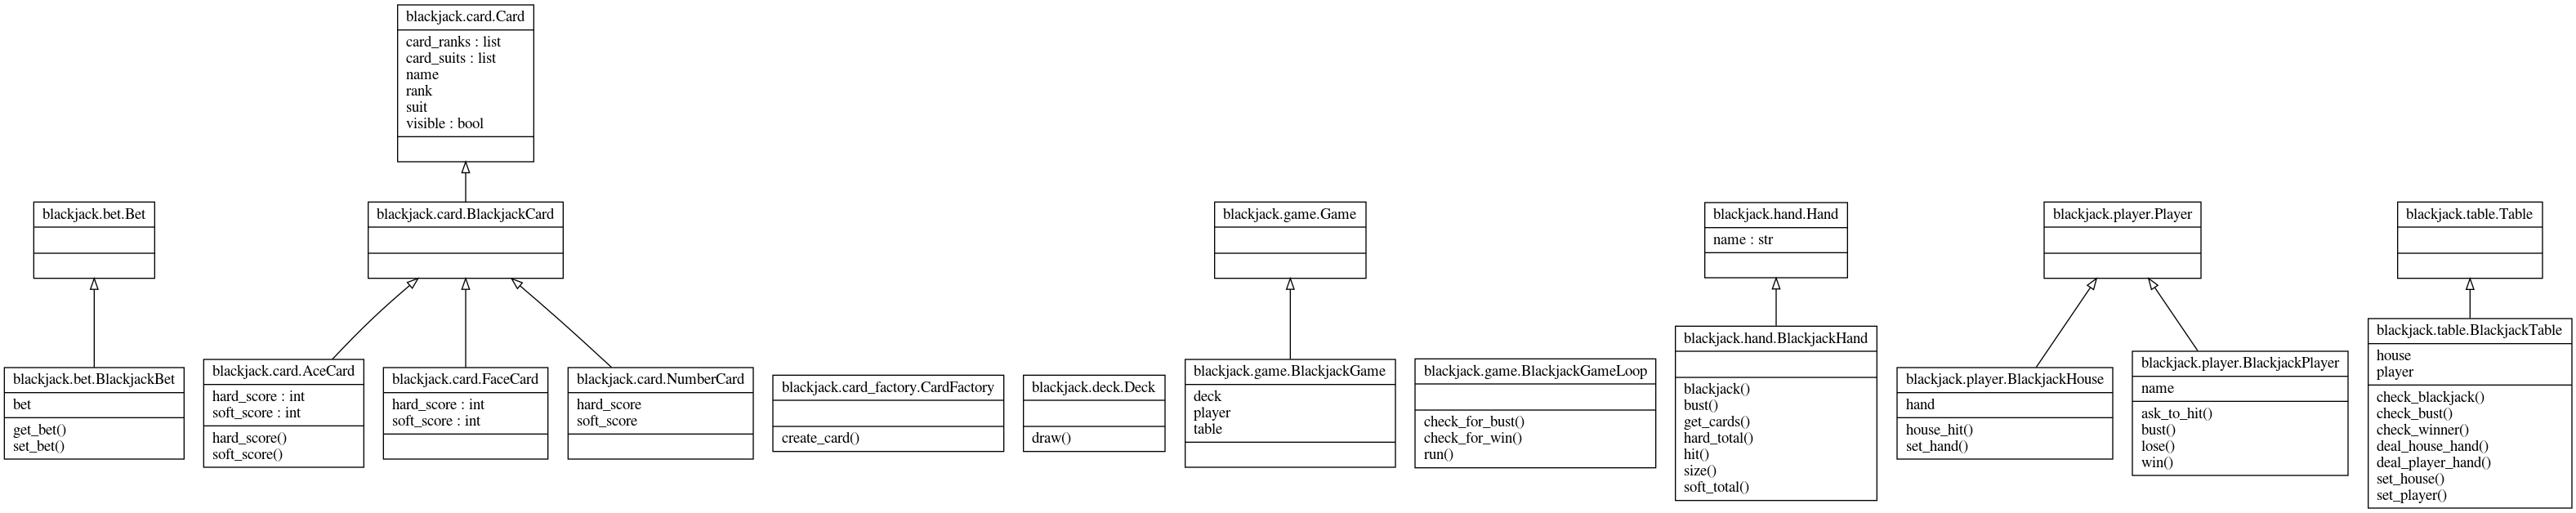 blackjack.card.Card
card_ranks : list
card_suits : list
name
rank
suit
visible : bool
blackjack.bet.Bet
blackjack.card.BlackjackCard
blackjack.game.Game
blackjack.hand.Hand
name : str
blackjack.player.Player
blackjack.table.Table
blackjack.bet.BlackjackBet
bet
get_bet()
set_bet()
blackjack.card.AceCard
hard_score : int
soft_score : int
hard_score()
soft_score()
blackjack.card.FaceCard
hard_score : int
soft_score : int
blackjack.card.NumberCard
hard_score
soft_score
blackjack.card_factory.CardFactory
create_card()
blackjack.deck.Deck
draw()
blackjack.game.BlackjackGame
deck
player
table
blackjack.game.BlackjackGameLoop
check_for_bust()
check_for_win()
run()
blackjack.hand.BlackjackHand
blackjack()
bust()
get_cards()
hard_total()
hit()
size()
soft_total()
blackjack.player.BlackjackHouse
hand
house_hit()
set_hand()
blackjack.player.BlackjackPlayer
name
ask_to_hit()
bust()
lose()
win()
blackjack.table.BlackjackTable
house
player
check_blackjack()
check_bust()
check_winner()
deal_house_hand()
deal_player_hand()
set_house()
set_player()